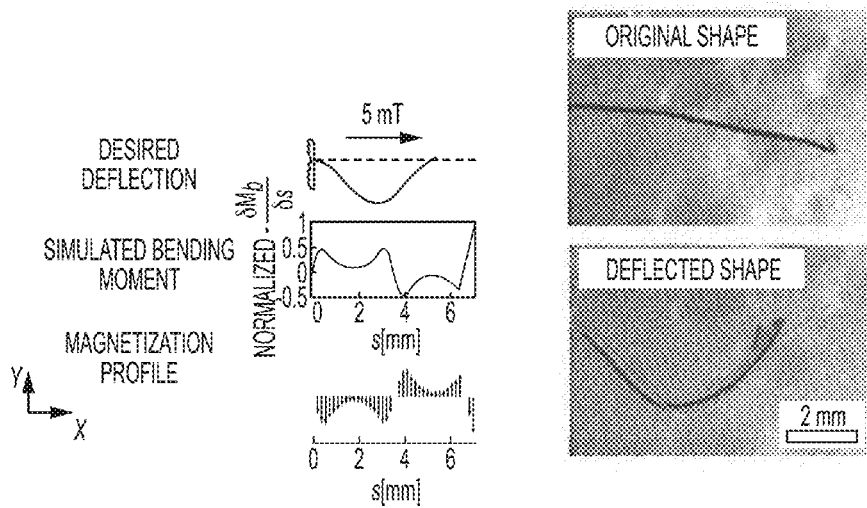 DESIRED
DEFLECTION
5 mT
SIMULATED BENDING
MOMENT
NORMALIZED - δM_b/δs
1
0.5
0
-0.5
0 2 4 6
s[mm]
MAGNETIZATION
PROFILE
Y
X
0 2 4 6
s[mm]
ORIGINAL SHAPE
DEFLECTED SHAPE
2 mm